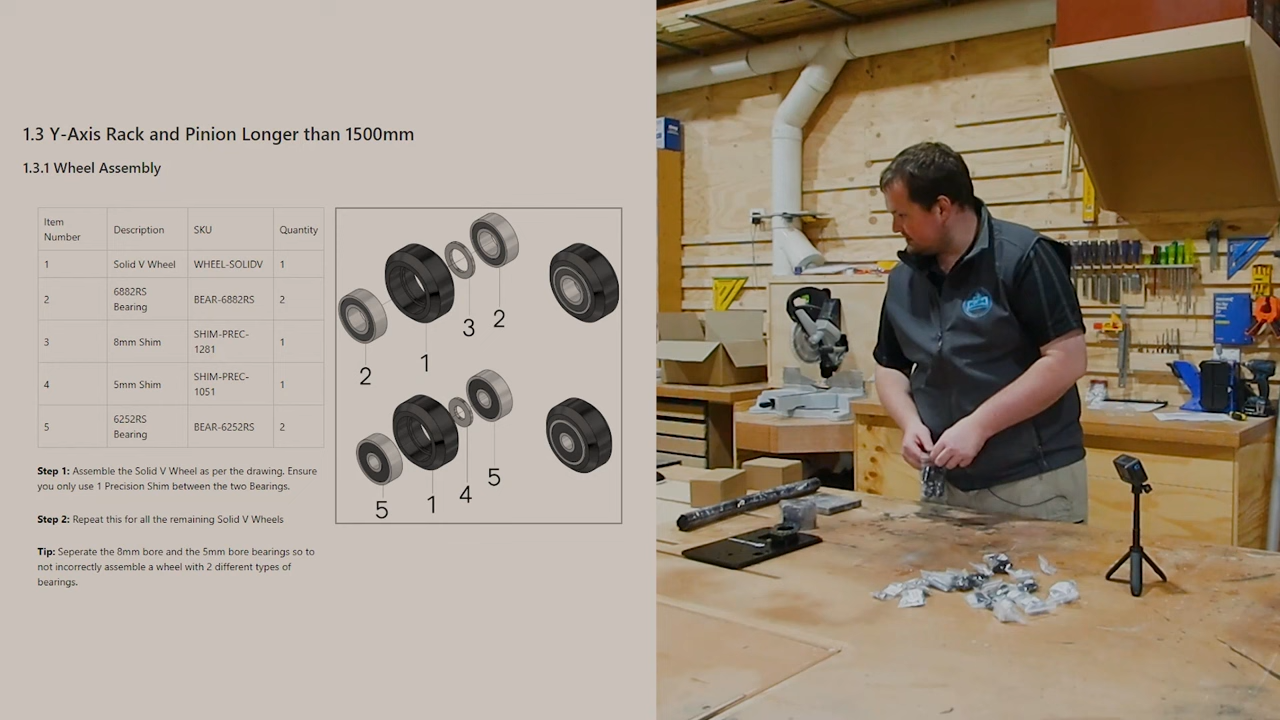 1.3 Y-Axis Rack and Pinion Longer than 1500mm
1.3.1 Wheel Assembly
Item Number Description SKU Quantity
1 Solid V Wheel WHEEL-SOLIDV 1
2 6882RS Bearing BEAR-6882RS 2
3 8mm Shim SHIM-PREC-1281 1
4 5mm Shim SHIM-PREC-1051 1
5 6252RS Bearing BEAR-6252RS 2
Step 1: Assemble the Solid V Wheel as per the drawing. Ensure
you only use 1 Precision Shim between the two Bearings.
Step 2: Repeat this for all the remaining Solid V Wheels
Tip: Seperate the 8mm bore and the 5mm bore bearings so to
not incorrectly assemble a wheel with 2 different types of
bearings.
2
1
3
2
5
1
4
5